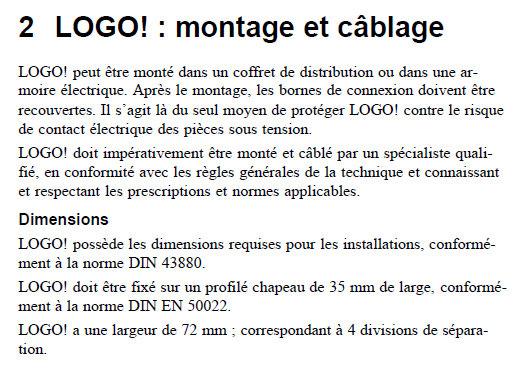 2 LOGO! : montage et câblage
LOGO! peut être monté dans un coffret de distribution ou dans une ar-
moire électrique. Après le montage, les bornes de connexion doivent être
recouvertes. Il s'agit là du seul moyen de protéger LOGO! contre le risque
de contact électrique des pièces sous tension.
LOGO! doit impérativement être monté et câblé par un spécialiste quali-
fié, en conformité avec les règles générales de la technique et connaissant
et respectant les prescriptions et normes applicables.
Dimensions
LOGO! possède les dimensions requises pour les installations, conformé-
ment à la norme DIN 43880.
LOGO! doit être fixé sur un profilé chapeau de 35 mm de large, conformé-
ment à la norme DIN EN 50022.
LOGO! a une largeur de 72 mm ; correspondant à 4 divisions de sépara-
tion.